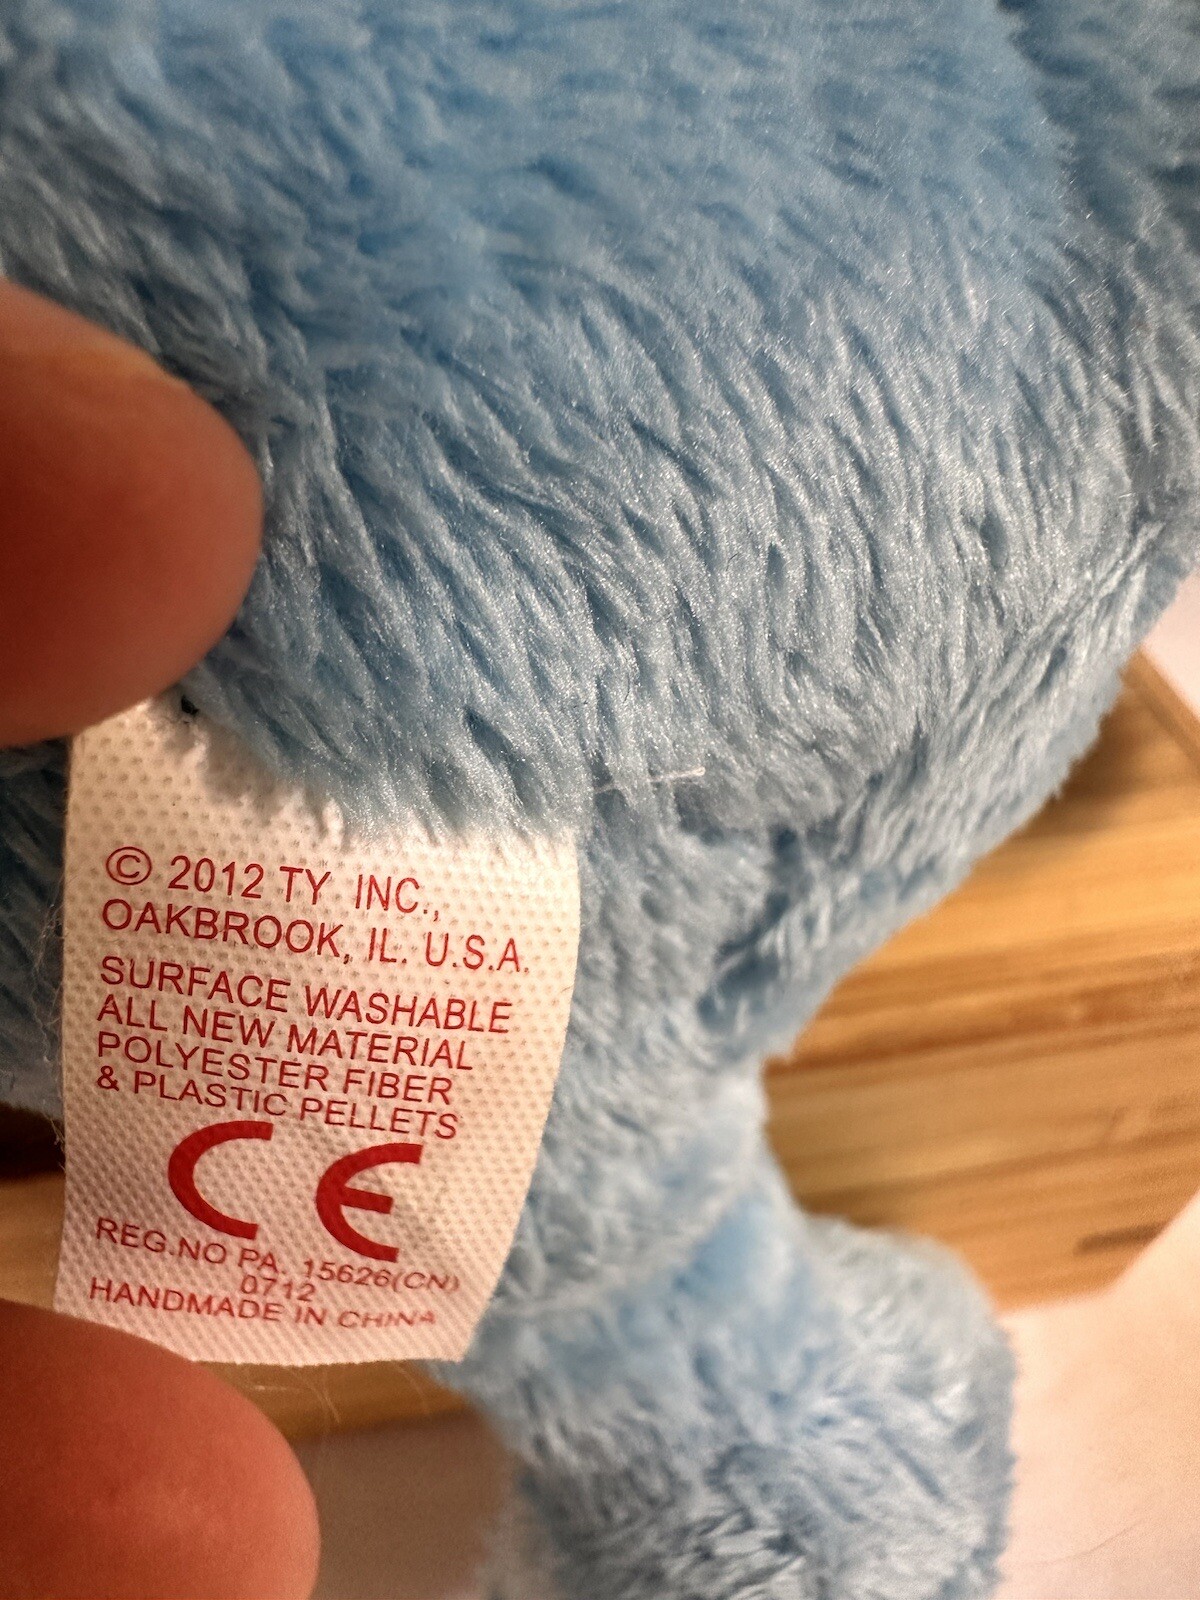 © 2012 TY INC.,
OAKBROOK, IL. U.S.A.
SURFACE WASHABLE
ALL NEW MATERIAL
POLYESTER FIBER
& PLASTIC PELLETS
CE
REG.NO PA. 15626(CN)
0712
HANDMADE IN CHINA